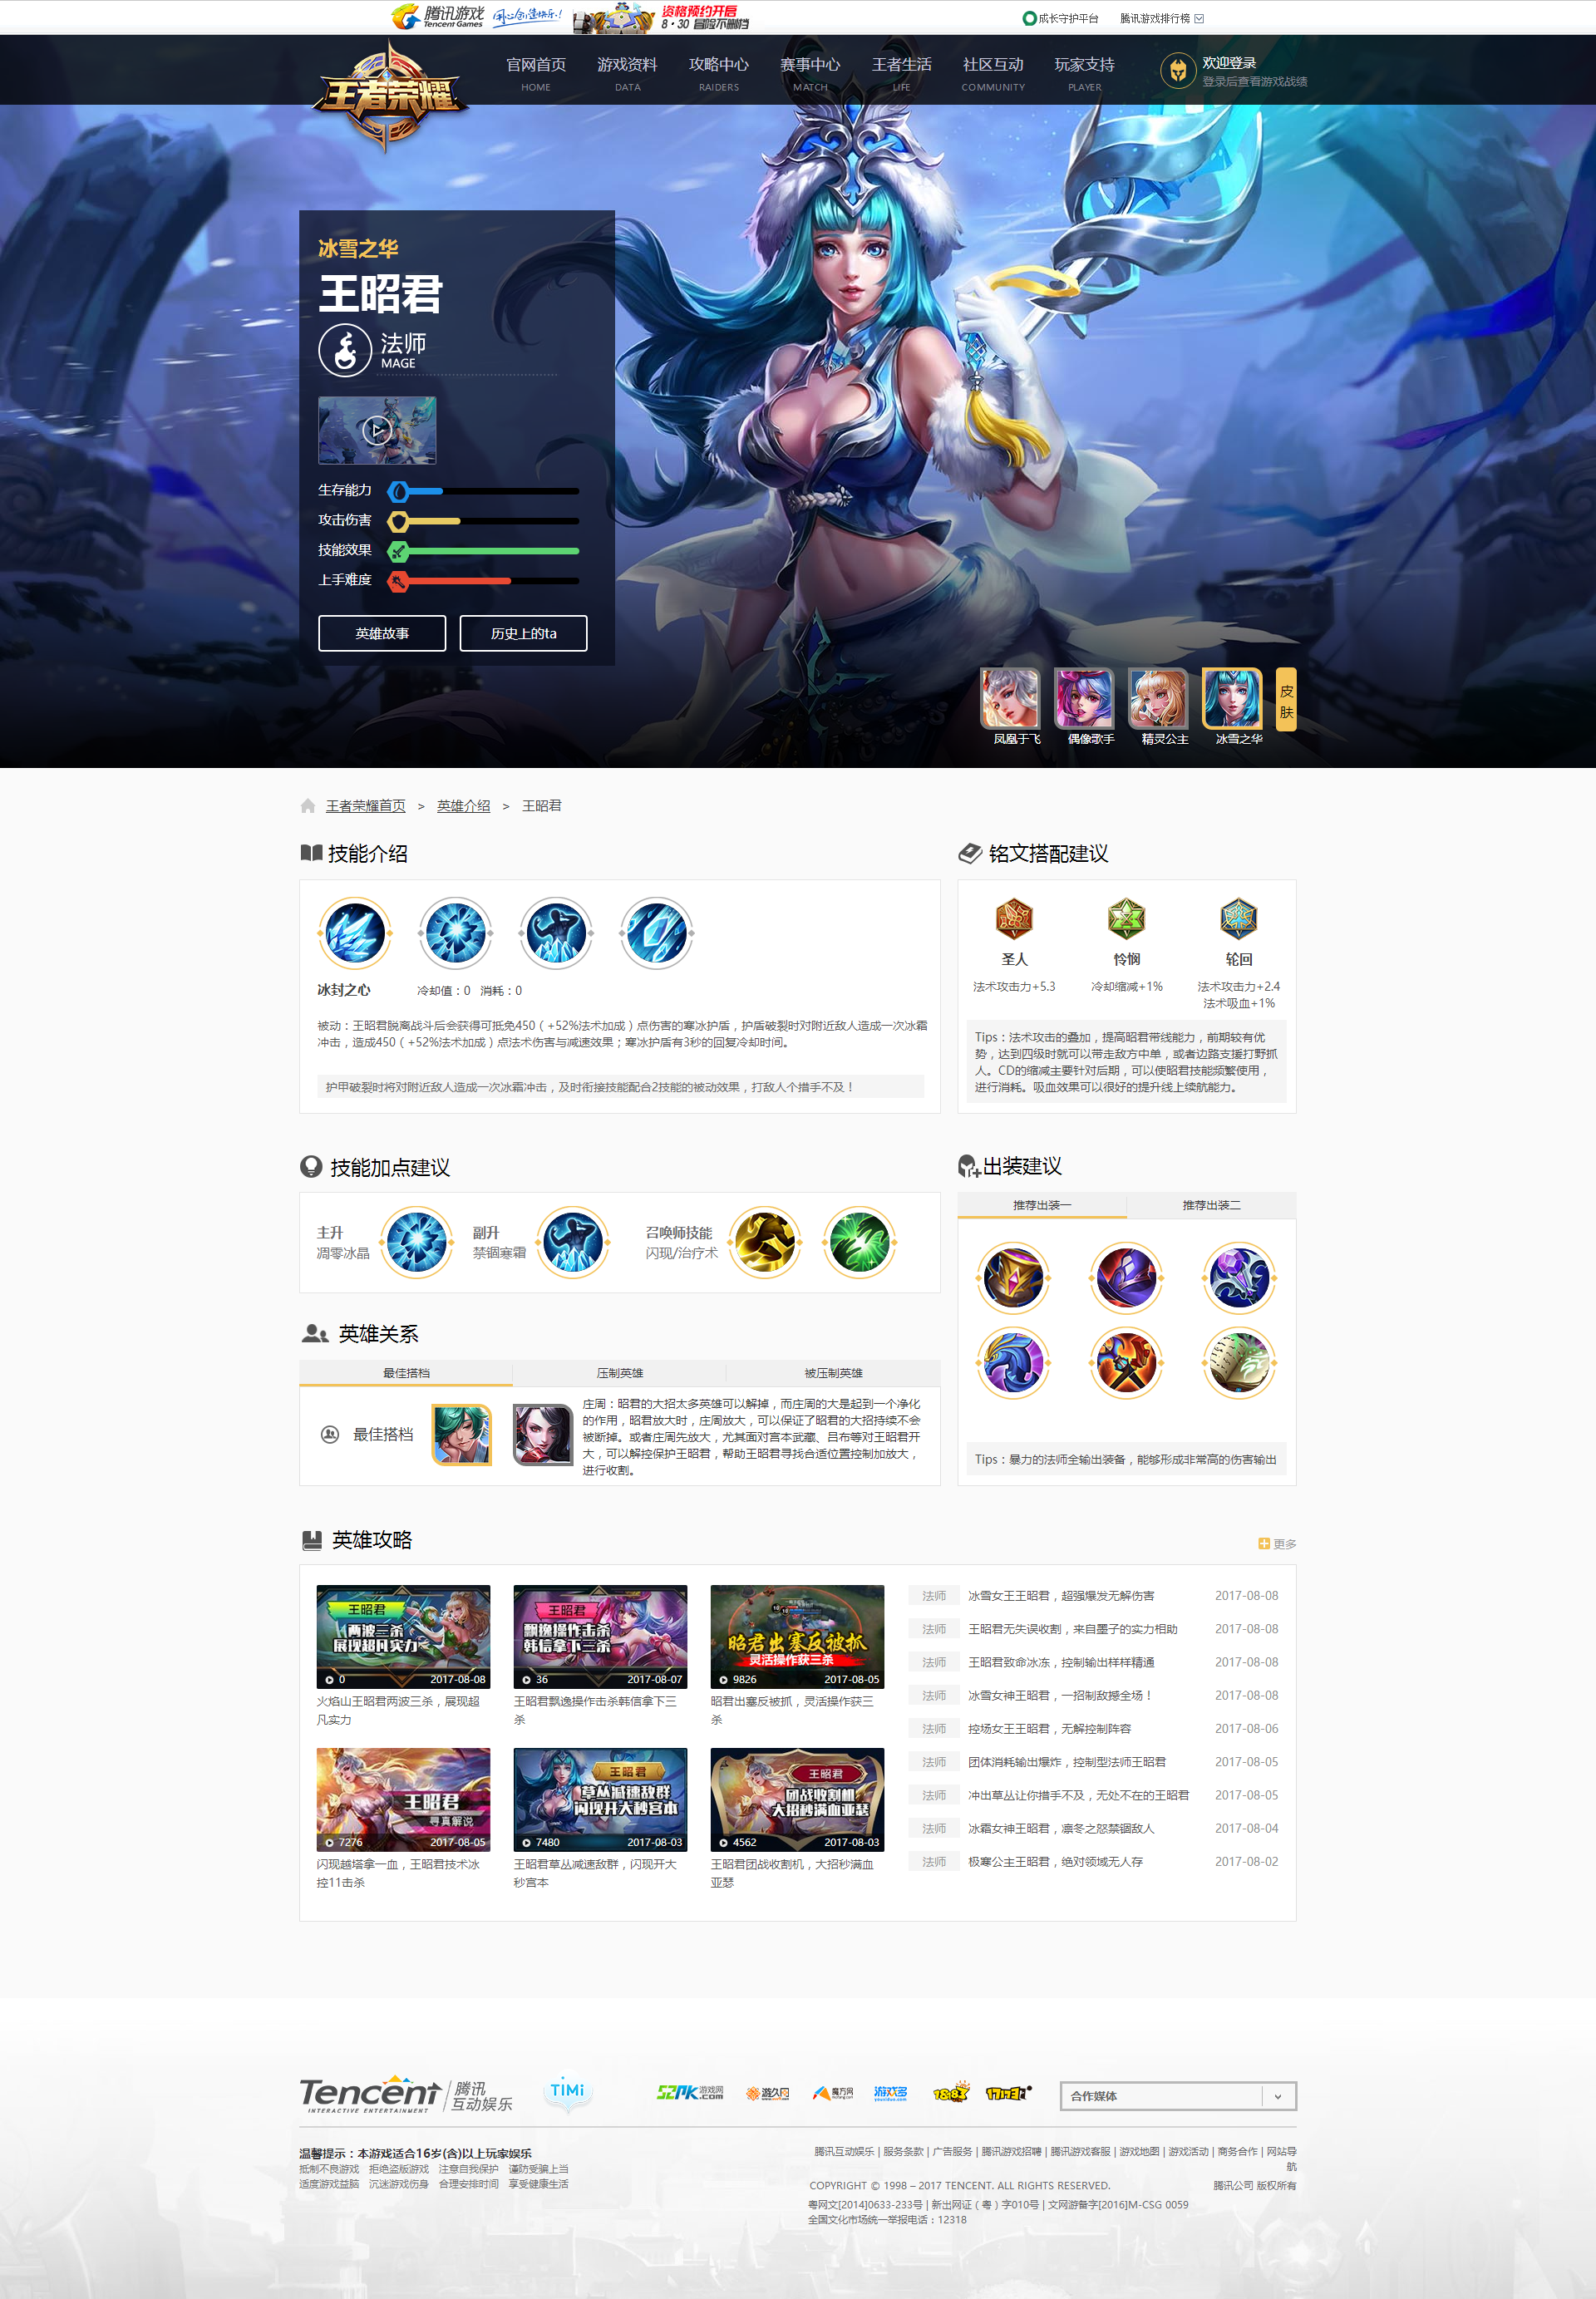 腾讯游戏
Tencent Games
用心创造快乐!
资格预约开启
8·30 冒险不删档
成长守护平台
腾讯游戏排行榜
王者荣耀
官网首页 游戏资料 攻略中心 赛事中心 王者生活 社区互动 玩家支持
HOME DATA RAIDERS MATCH LIFE COMMUNITY PLAYER
欢迎登录
登录后查看游戏战绩
冰雪之华
王昭君
法师
MAGE
生存能力
攻击伤害
技能效果
上手难度
英雄故事 历史上的ta
凤凰于飞 偶像歌手 精灵公主 冰雪之华
皮肤
王者荣耀首页 > 英雄介绍 > 王昭君
技能介绍
冰封之心 冷却值：0 消耗：0
被动：王昭君脱离战斗后会获得可抵免450（+52%法术加成）点伤害的寒冰护盾，护盾破裂时对附近敌人造成一次冰霜
冲击，造成450（+52%法术加成）点法术伤害与减速效果；寒冰护盾有3秒的回复冷却时间。
护甲破裂时将对附近敌人造成一次冰霜冲击，及时衔接技能配合2技能的被动效果，打敌人个措手不及！
铭文搭配建议
圣人 怜悯 轮回
法术攻击力+5.3 冷却缩减+1% 法术攻击力+2.4
法术吸血+1%
Tips：法术攻击的叠加，提高昭君带线能力，前期较有优
势，达到四级时就可以带走敌方中单，或者边路支援打野抓
人。CD的缩减主要针对后期，可以使昭君技能频繁使用，
进行消耗。吸血效果可以很好的提升线上续航能力。
技能加点建议
主升 副升 召唤师技能
凋零冰晶 禁锢寒霜 闪现/治疗术
出装建议
推荐出装一 推荐出装二
Tips：暴力的法师全输出装备，能够形成非常高的伤害输出
英雄关系
最佳搭档 压制英雄 被压制英雄
最佳搭档
庄周：昭君的大招太多英雄可以解掉，而庄周的大是起到一个净化
的作用，昭君放大时，庄周放大，可以保证了昭君的大招持续不会
被断掉。或者庄周先放大，尤其面对宫本武藏、吕布等对王昭君开
大，可以解控保护王昭君，帮助王昭君寻找合适位置控制加放大，
进行收割。
英雄攻略
更多
王昭君
两波三杀
展现超凡实力
0 2017-08-08
火焰山王昭君两波三杀，展现超
凡实力
王昭君
飘逸操作击杀
韩信拿下三杀
36 2017-08-07
王昭君飘逸操作击杀韩信拿下三
杀
昭君出塞反被抓
灵活操作获三杀
9826 2017-08-05
昭君出塞反被抓，灵活操作获三
杀
王昭君
寻真解说
7276 2017-08-05
闪现越塔拿一血，王昭君技术冰
控11击杀
王昭君
草丛减速敌群
闪现开大秒宫本
7480 2017-08-03
王昭君草丛减速敌群，闪现开大
秒宫本
王昭君
团战收割机
大招秒满血亚瑟
4562 2017-08-03
王昭君团战收割机，大招秒满血
亚瑟
法师 冰雪女王王昭君，超强爆发无解伤害 2017-08-08
法师 王昭君无失误收割，来自墨子的实力相助 2017-08-08
法师 王昭君致命冰冻，控制输出样样精通 2017-08-08
法师 冰雪女神王昭君，一招制敌撼全场！ 2017-08-08
法师 控场女王王昭君，无解控制阵容 2017-08-06
法师 团体消耗输出爆炸，控制型法师王昭君 2017-08-05
法师 冲出草丛让你措手不及，无处不在的王昭君 2017-08-05
法师 冰霜女神王昭君，凛冬之怒禁锢敌人 2017-08-04
法师 极寒公主王昭君，绝对领域无人存 2017-08-02
Tencent 腾讯
互动娱乐
INTERACTIVE ENTERTAINMENT
TiMi
52PK游戏网
.com
游久网
魔方网
游戏多
18183
17173
合作媒体
温馨提示：本游戏适合16岁(含)以上玩家娱乐
抵制不良游戏 拒绝盗版游戏 注意自我保护 谨防受骗上当
适度游戏益脑 沉迷游戏伤身 合理安排时间 享受健康生活
腾讯互动娱乐 | 服务条款 | 广告服务 | 腾讯游戏招聘 | 腾讯游戏客服 | 游戏地图 | 游戏活动 | 商务合作 | 网站导
航
COPYRIGHT © 1998 – 2017 TENCENT. ALL RIGHTS RESERVED. 腾讯公司 版权所有
粤网文[2014]0633-233号 | 新出网证（粤）字010号 | 文网游备字[2016]M-CSG 0059
全国文化市场统一举报电话：12318